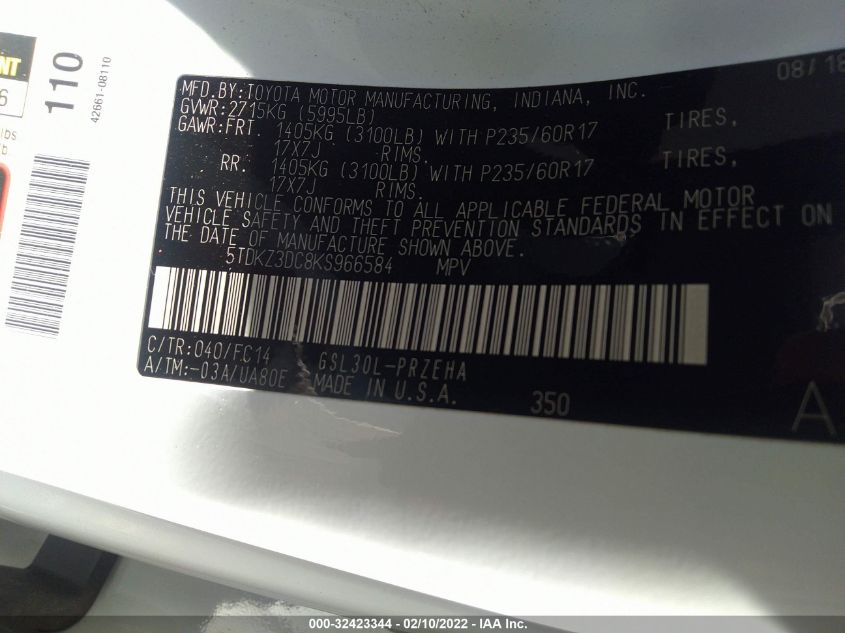 NT
6
lbs
b
110
42661-08110
08/18
MFD.BY:TOYOTA MOTOR MANUFACTURING, INDIANA, INC.
GVWR:2715KG (5995LB)
GAWR:FRT. 1405KG (3100LB) WITH P235/60R17 TIRES,
17X7J RIMS.
RR. 1405KG (3100LB) WITH P235/60R17 TIRES,
17X7J RIMS.
THIS VEHICLE CONFORMS TO ALL APPLICABLE FEDERAL MOTOR
VEHICLE SAFETY AND THEFT PREVENTION STANDARDS IN EFFECT ON
THE DATE OF MANUFACTURE SHOWN ABOVE.
5TDKZ3DC8KS966584 MPV
C/TR:040/FC14 GSL30L-PRZEHA
A/TM:-03A/UA80E MADE IN U.S.A. 350
A
000-32423344 / 02/10/2022 - IAA Inc.